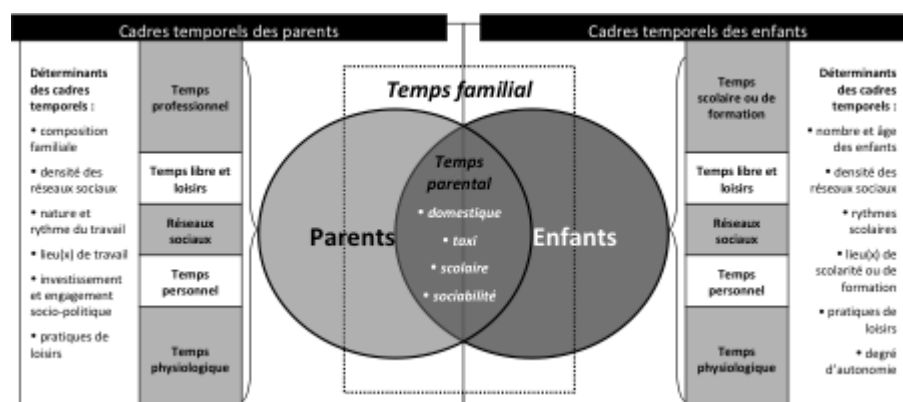 Cadres temporels des parents
Cadres temporels des enfants
Déterminants
des cadres
temporels :
• composition
familiale
• densité des
réseaux sociaux
• nature et
rythme du travail
• lieu(x) de travail
• investissement
et engagement
socio-politique
• pratiques de
loisirs
Temps
professionnel
Temps libre et
loisirs
Réseaux
sociaux
Temps
personnel
Temps
physiologique
Temps familial
Parents
Temps
parental
• domestique
• taxi
• scolaire
• sociabilité
Enfants
Temps
scolaire ou de
formation
Temps libre et
loisirs
Réseaux
sociaux
Temps
personnel
Temps
physiologique
Déterminants
des cadres
temporels :
• nombre et âge
des enfants
• densité des
réseaux sociaux
• rythmes
scolaires
• lieu(x) de
scolarité ou de
formation
• pratiques de
loisirs
• degré
d'autonomie